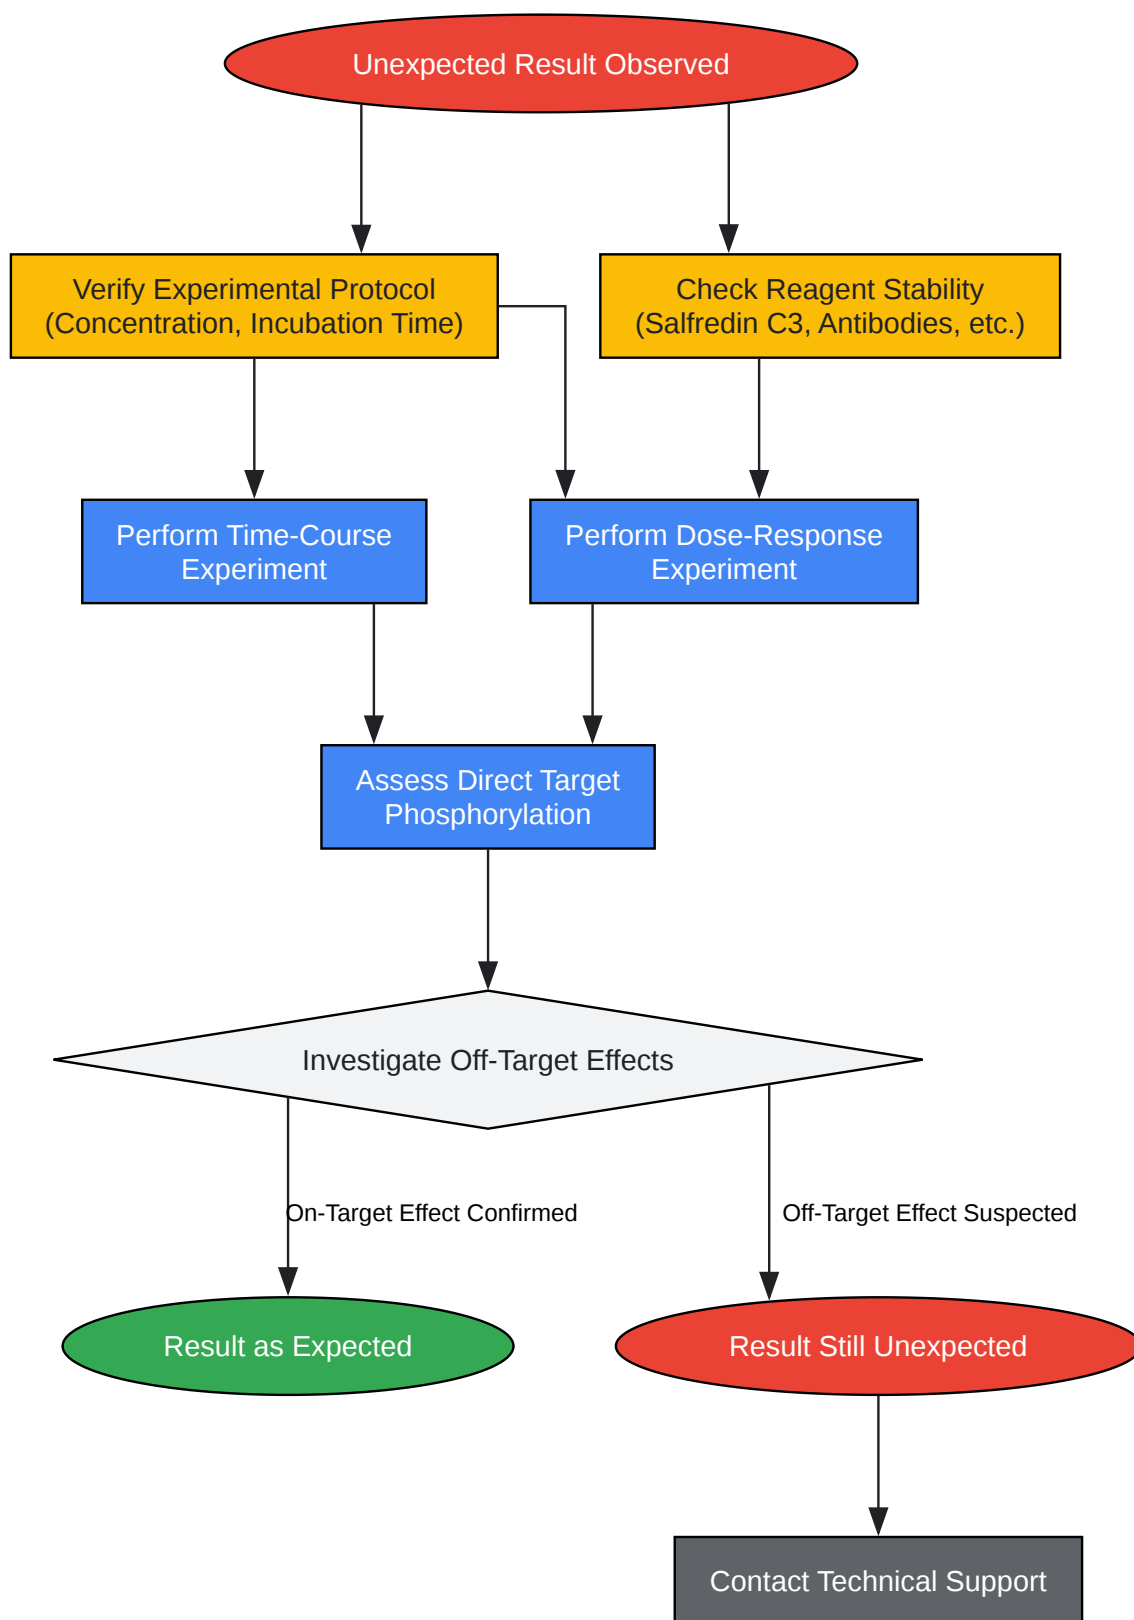 Unexpected Result Observed
Verify Experimental Protocol
(Concentration, Incubation Time)
Check Reagent Stability
(Salfredin C3, Antibodies, etc.)
Perform Time-Course
Experiment
Perform Dose-Response
Experiment
Assess Direct Target
Phosphorylation
Investigate Off-Target Effects
On-Target Effect Confirmed
Off-Target Effect Suspected
Result as Expected
Result Still Unexpected
Contact Technical Support